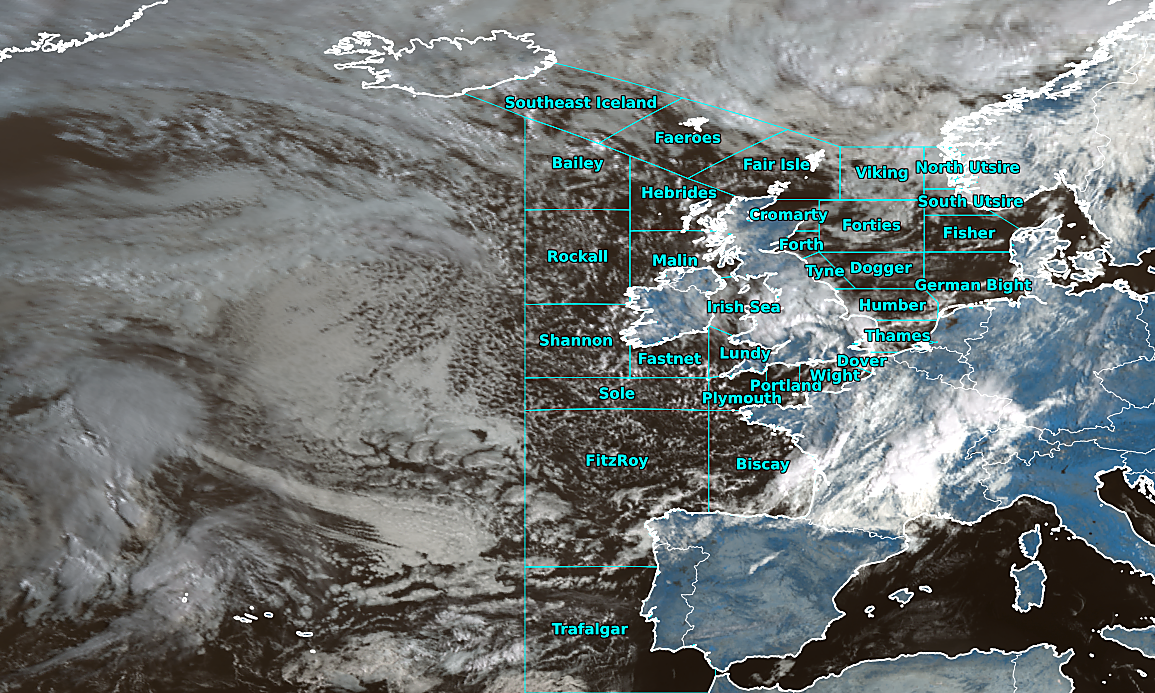 Southeast Iceland
Faeroes
Bailey
Fair Isle
Viking
North Utsire
Hebrides
South Utsire
Cromarty
Forties
Fisher
Forth
Rockall
Malin
Tyne
Dogger
German Bight
Irish Sea
Humber
Shannon
Thames
Fastnet
Lundy
Dover
Wight
Portland
Sole
Plymouth
FitzRoy
Biscay
Trafalgar